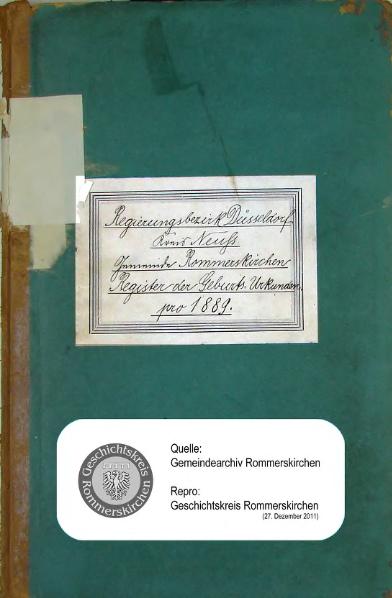 Regierungsbezirk Düsseldorf
Kreis Neuß
Gemeinde Rommerskirchen
Register der Geburts-Urkunden
pro 1889.
Quelle:
Gemeindearchiv Rommerskirchen
Geschichtskreis
Rommerskirchen
Repro:
Geschichtskreis Rommerskirchen
(27. Dezember 2011)